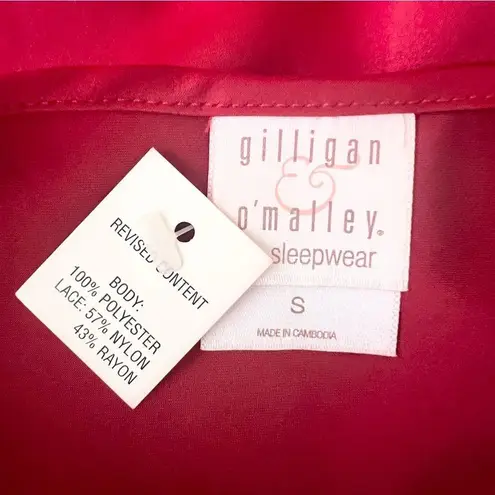 gilligan
&
o'malley®
sleepwear
S
MADE IN CAMBODIA
REVISED CONTENT
BODY:
100% POLYESTER
LACE: 57% NYLON
43% RAYON